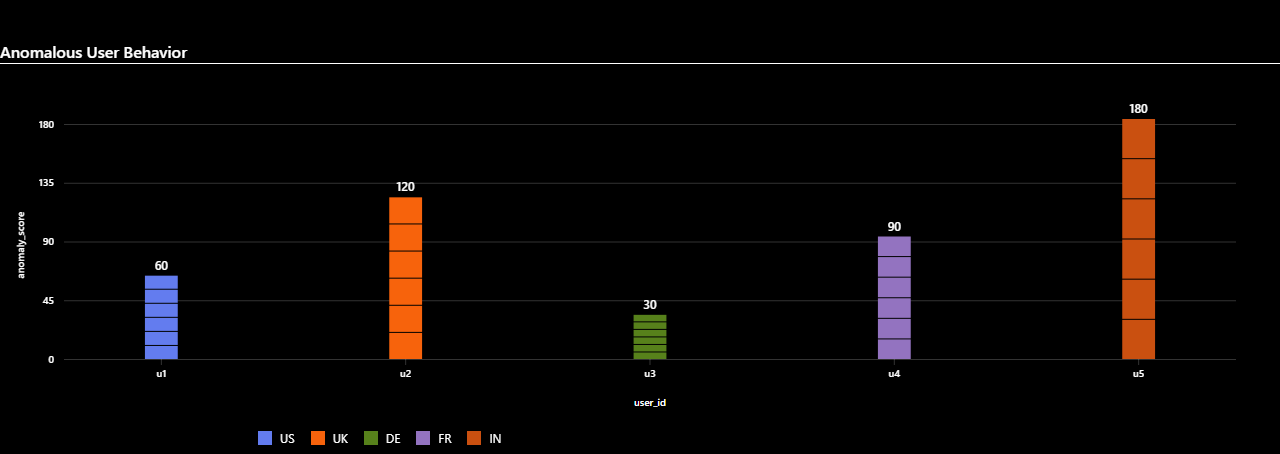 Anomalous User Behavior
180
180
135
120
90
90
anomaly_score
60
45
30
0
u1 u2 u3 u4 u5
user_id
US UK DE FR IN